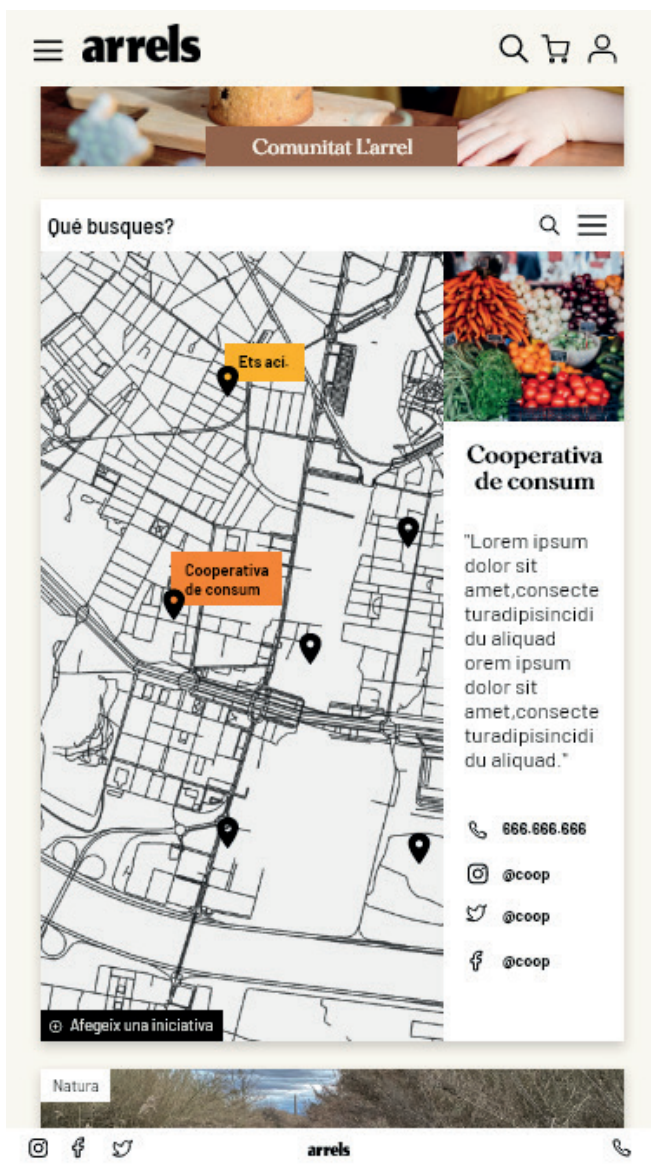 arrels
Comunitat L'arrel
Qué busques?
Ets ací.
Cooperativa
de consum
Cooperativa
de consum
"Lorem ipsum
dolor sit
amet,consecte
turadipisincidi
du aliquad
orem ipsum
dolor sit
amet,consecte
turadipisincidi
du aliquad."
666.666.666
@coop
@coop
@coop
Afegeix una iniciativa
Natura
arrels